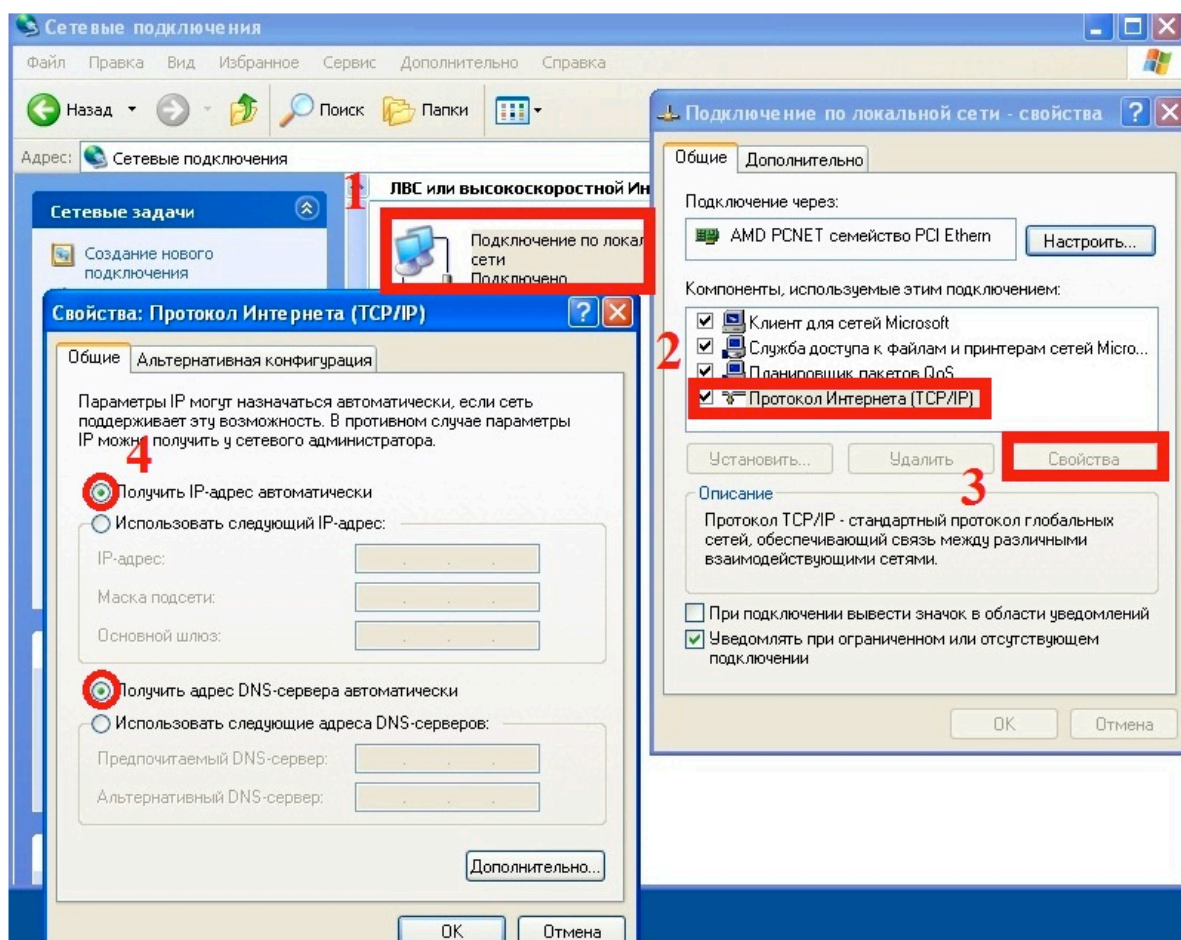 Сетевые подключения
Файл Правка Вид Избранное Сервис Дополнительно Справка
Назад Поиск Папки
Адрес: Сетевые подключения
1
ЛВС или высокоскоростной Ин
Сетевые задачи
Подключение по локал
сети
Подключено
Создание нового
подключения
Подключение по локальной сети - свойства
Общие Дополнительно
Подключение через:
AMD PCNET семейство PCI Ethern Настроить...
Компоненты, используемые этим подключением:
Клиент для сетей Microsoft
Служба доступа к файлам и принтерам сетей Micro...
2
Планировщик пакетов QoS
Протокол Интернета (TCP/IP)
Установить... Удалить Свойства
3
Описание
Протокол TCP/IP - стандартный протокол глобальных
сетей, обеспечивающий связь между различными
взаимодействующими сетями.
При подключении вывести значок в области уведомлений
Уведомлять при ограниченном или отсутствующем
подключении
OK Отмена
Свойства: Протокол Интернета (TCP/IP)
Общие Альтернативная конфигурация
Параметры IP могут назначаться автоматически, если сеть
поддерживает эту возможность. В противном случае параметры
IP можно получить у сетевого администратора.
4
Получить IP-адрес автоматически
Использовать следующий IP-адрес:
IP-адрес:
Маска подсети:
Основной шлюз:
Получить адрес DNS-сервера автоматически
Использовать следующие адреса DNS-серверов:
Предпочитаемый DNS-сервер:
Альтернативный DNS-сервер:
Дополнительно...
OK Отмена